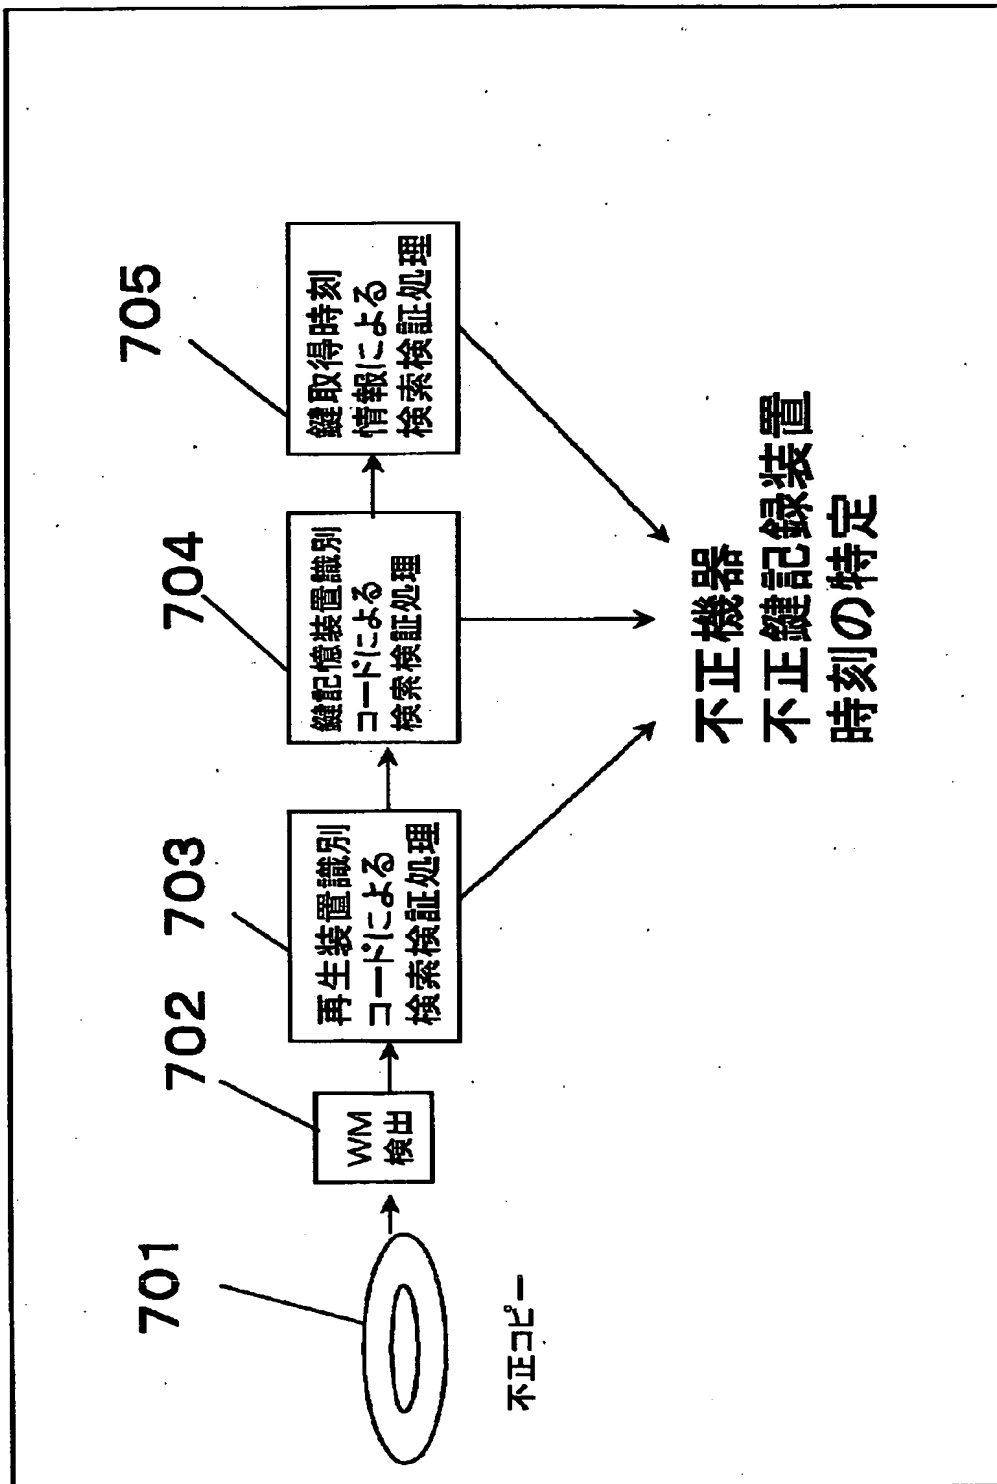 701
不正コピー
702
WM
検出
703
再生装置識別
コードによる
検索検証処理
704
鍵記憶装置識別
コードによる
検索検証処理
705
鍵取得時刻
情報による
検索検証処理
不正機器
不正鍵記録装置
時刻の特定